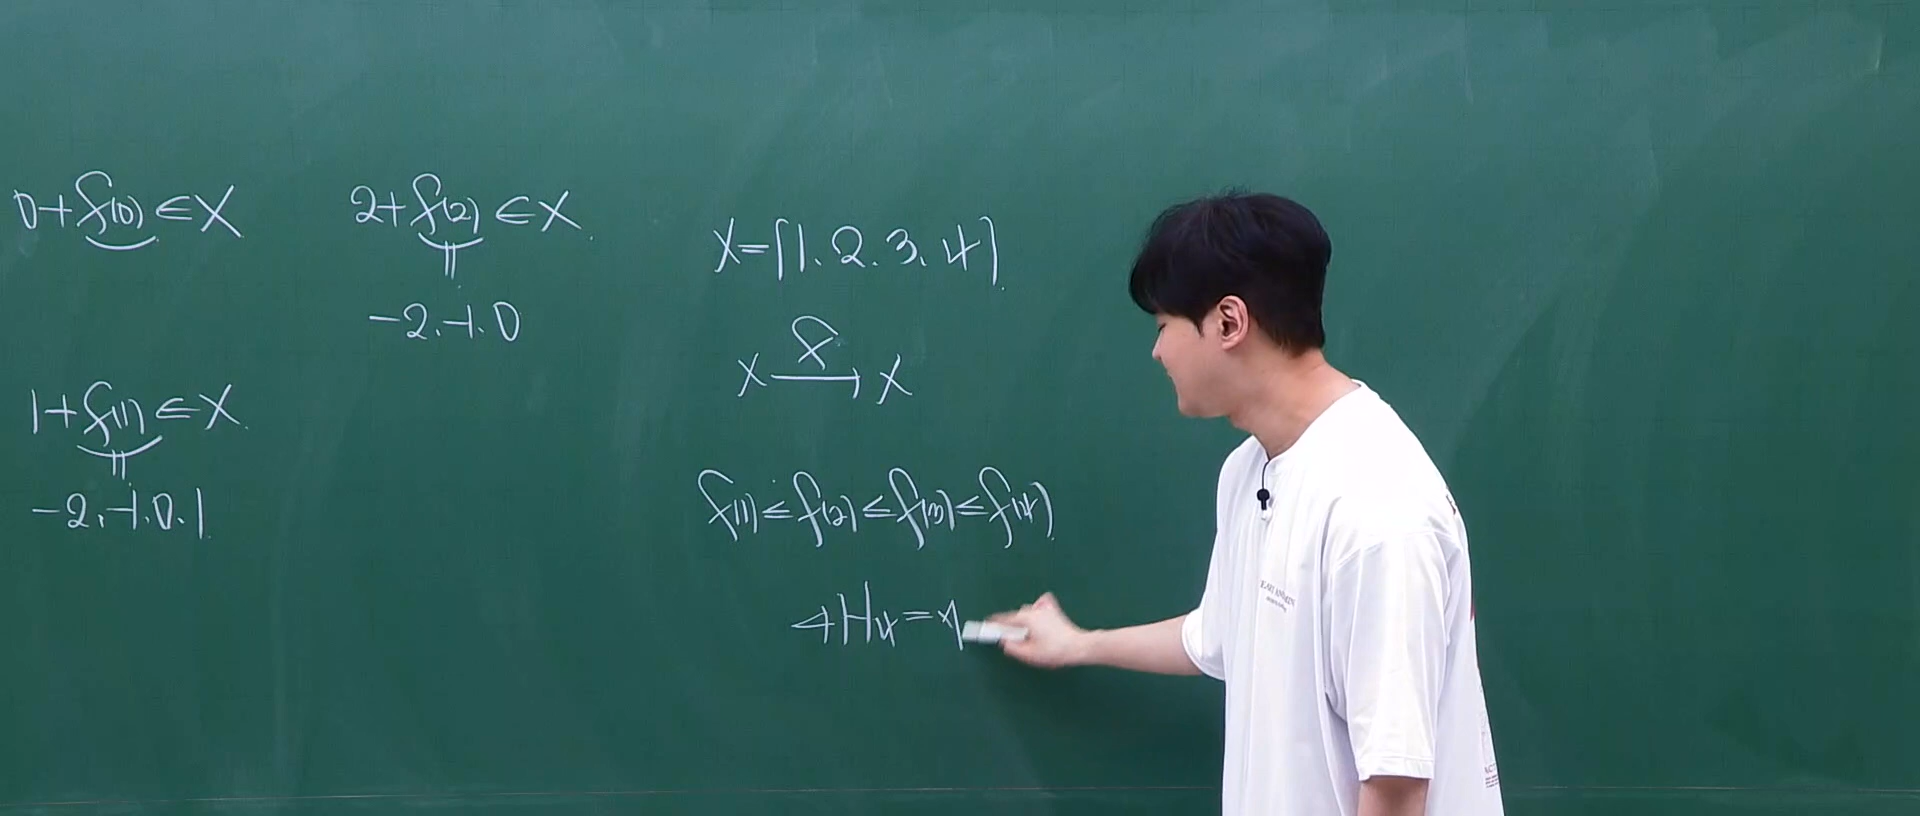 0+f(0)∈X
2+f(2)∈X
-2.-1.0
1+f(1)∈X
-2.-1.0.1
X={1.2.3.4}
f
X→X
f(1)≤f(2)≤f(3)≤f(4)
4H4=